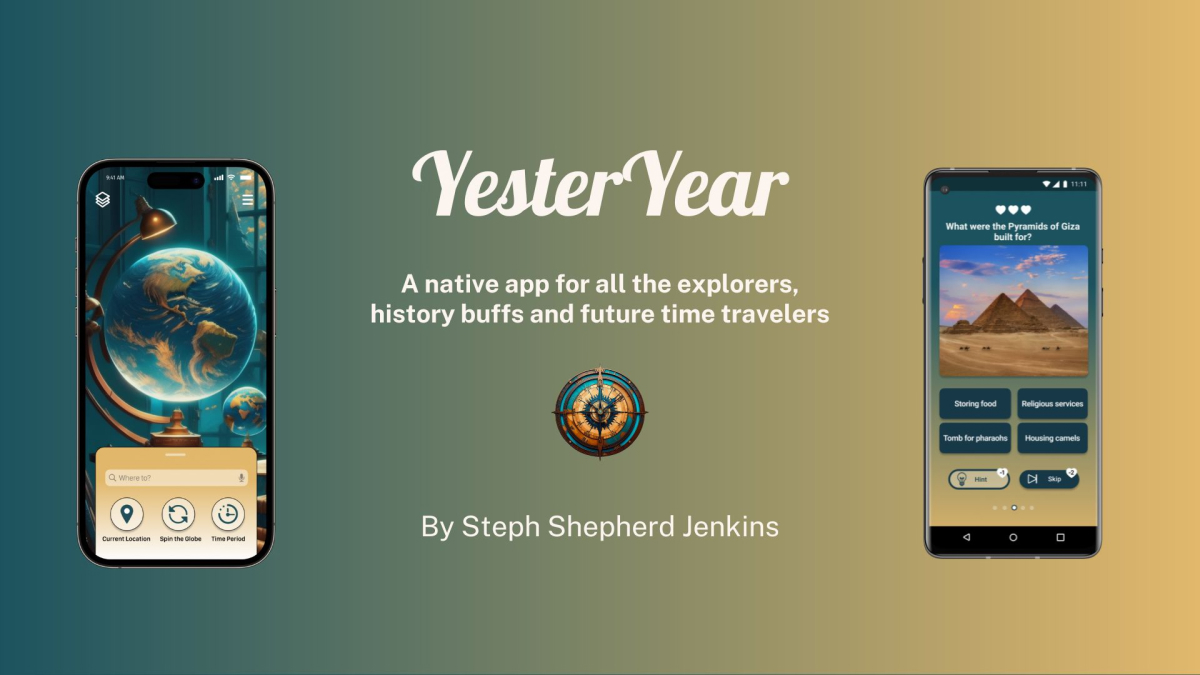 YesterYear
A native app for all the explorers,
history buffs and future time travelers
By Steph Shepherd Jenkins
9:41 AM
Where to?
Current Location
Spin the Globe
Time Period
11:11
What were the Pyramids of Giza
built for?
Storing food
Religious services
Tomb for pharaohs
Housing camels
Hint
-1
Skip
-2